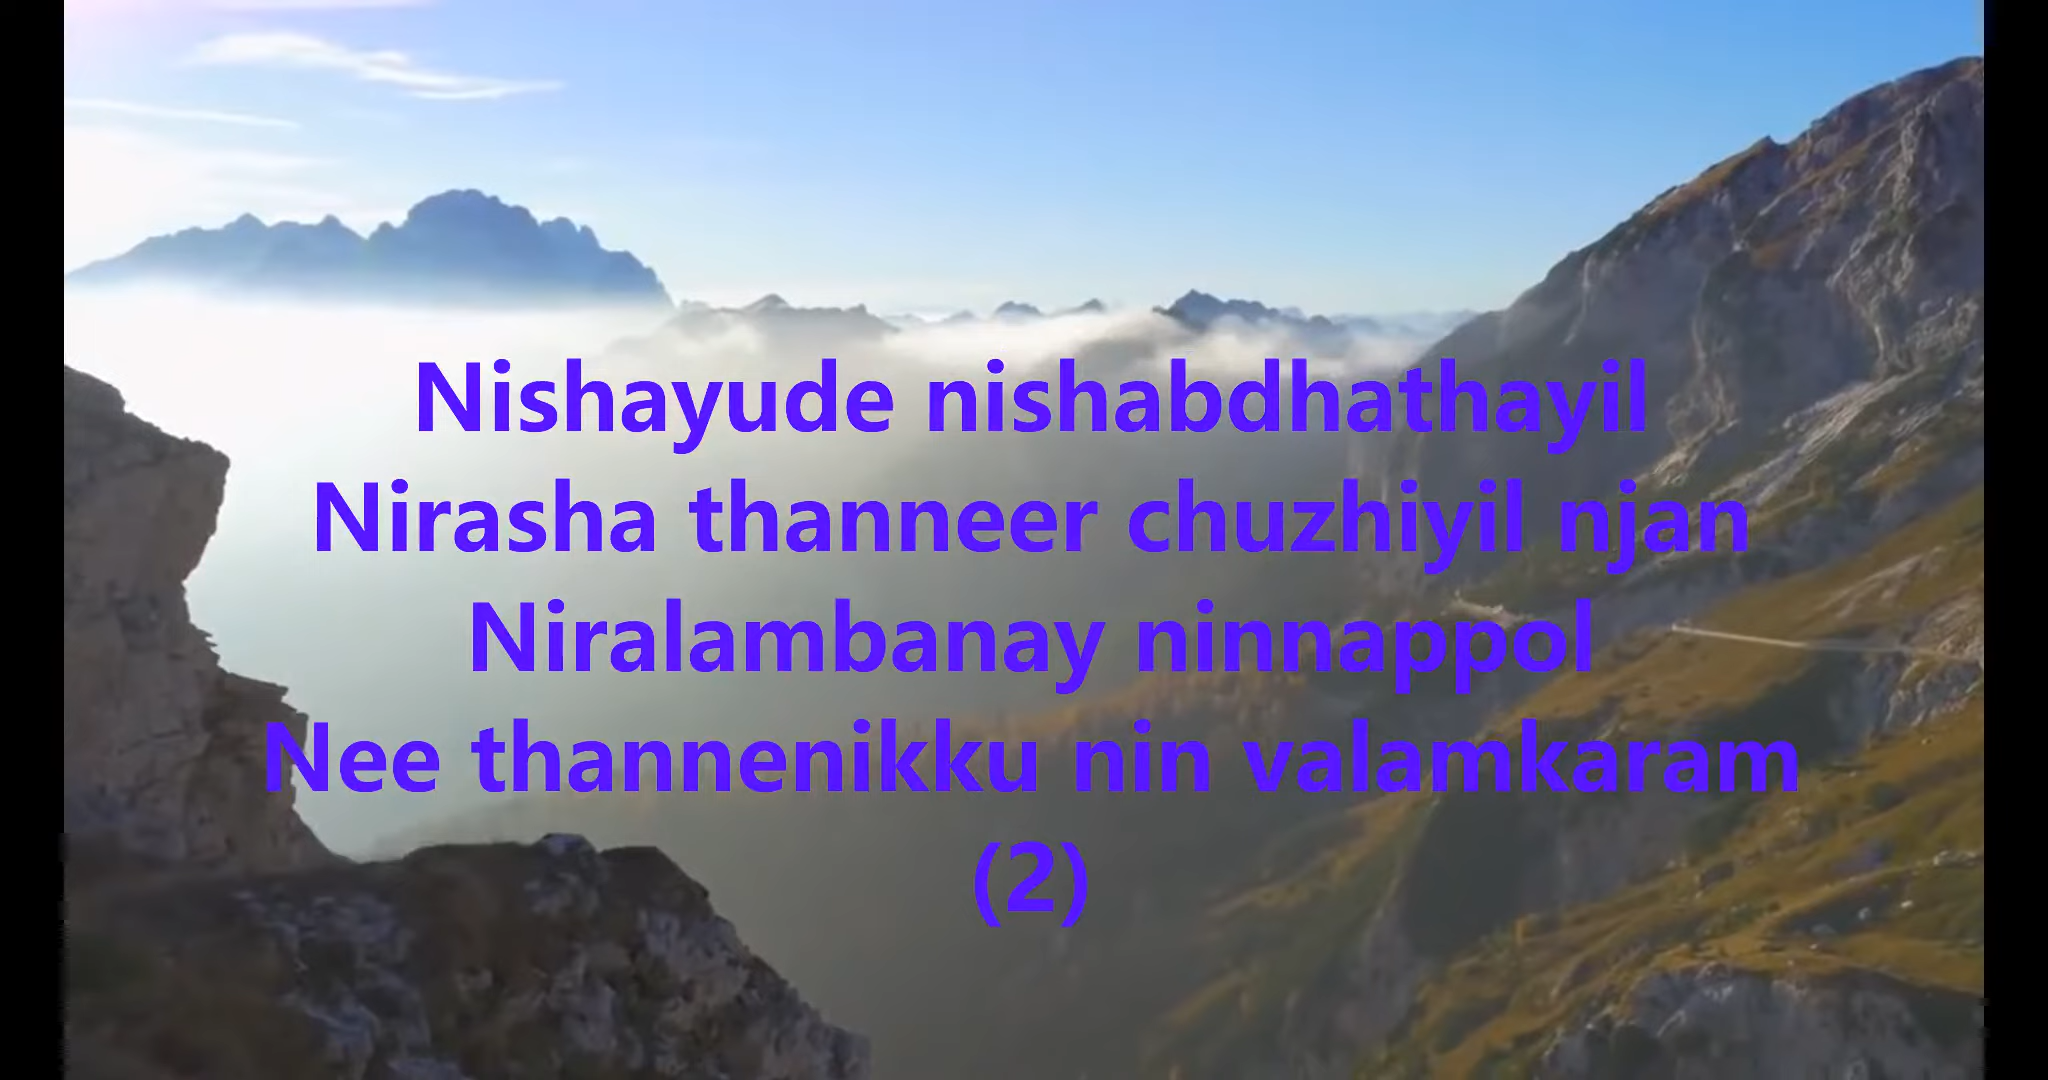 Nishayude nishabdhathayil
Nirasha thanneer chuzhiyil njan
Niralambanay ninnappol
Nee thannenikku nin valamkaram
(2)